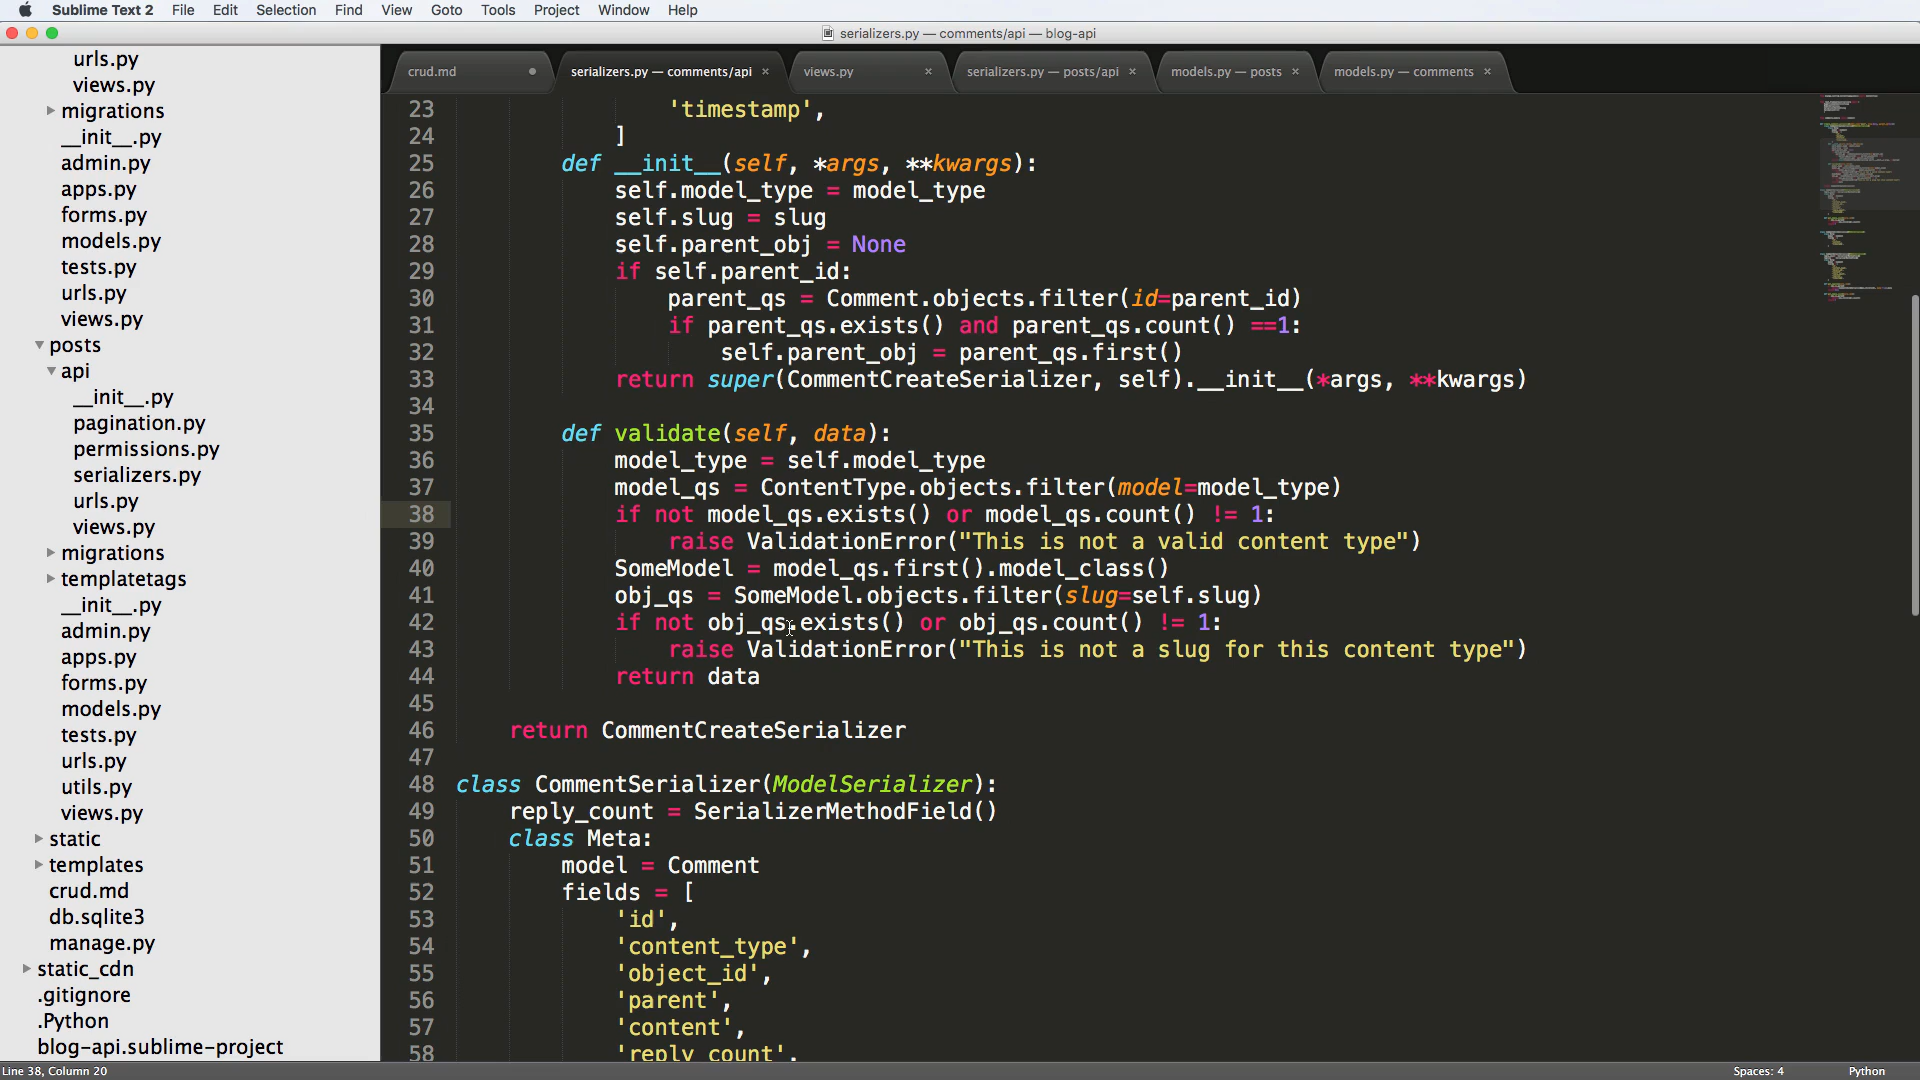 Sublime Text 2 File Edit Selection Find View Goto Tools Project Window Help
serializers.py — comments/api — blog-api
crud.md
serializers.py — comments/api ×
views.py ×
serializers.py — posts/api ×
models.py — posts ×
models.py — comments ×
urls.py
views.py
migrations
__init__.py
admin.py
apps.py
forms.py
models.py
tests.py
urls.py
views.py
posts
api
__init__.py
pagination.py
permissions.py
serializers.py
urls.py
views.py
migrations
templatetags
__init__.py
admin.py
apps.py
forms.py
models.py
tests.py
urls.py
utils.py
views.py
static
templates
crud.md
db.sqlite3
manage.py
static_cdn
.gitignore
.Python
blog-api.sublime-project
23 'timestamp',
24 ]
25 def __init__(self, *args, **kwargs):
26 self.model_type = model_type
27 self.slug = slug
28 self.parent_obj = None
29 if self.parent_id:
30 parent_qs = Comment.objects.filter(id=parent_id)
31 if parent_qs.exists() and parent_qs.count() ==1:
32 self.parent_obj = parent_qs.first()
33 return super(CommentCreateSerializer, self).__init__(*args, **kwargs)
34
35 def validate(self, data):
36 model_type = self.model_type
37 model_qs = ContentType.objects.filter(model=model_type)
38 if not model_qs.exists() or model_qs.count() != 1:
39 raise ValidationError("This is not a valid content type")
40 SomeModel = model_qs.first().model_class()
41 obj_qs = SomeModel.objects.filter(slug=self.slug)
42 if not obj_qs.exists() or obj_qs.count() != 1:
43 raise ValidationError("This is not a slug for this content type")
44 return data
45
46 return CommentCreateSerializer
47
48 class CommentSerializer(ModelSerializer):
49 reply_count = SerializerMethodField()
50 class Meta:
51 model = Comment
52 fields = [
53 'id',
54 'content_type',
55 'object_id',
56 'parent',
57 'content',
58 'reply_count',
Line 38, Column 20
Spaces: 4
Python